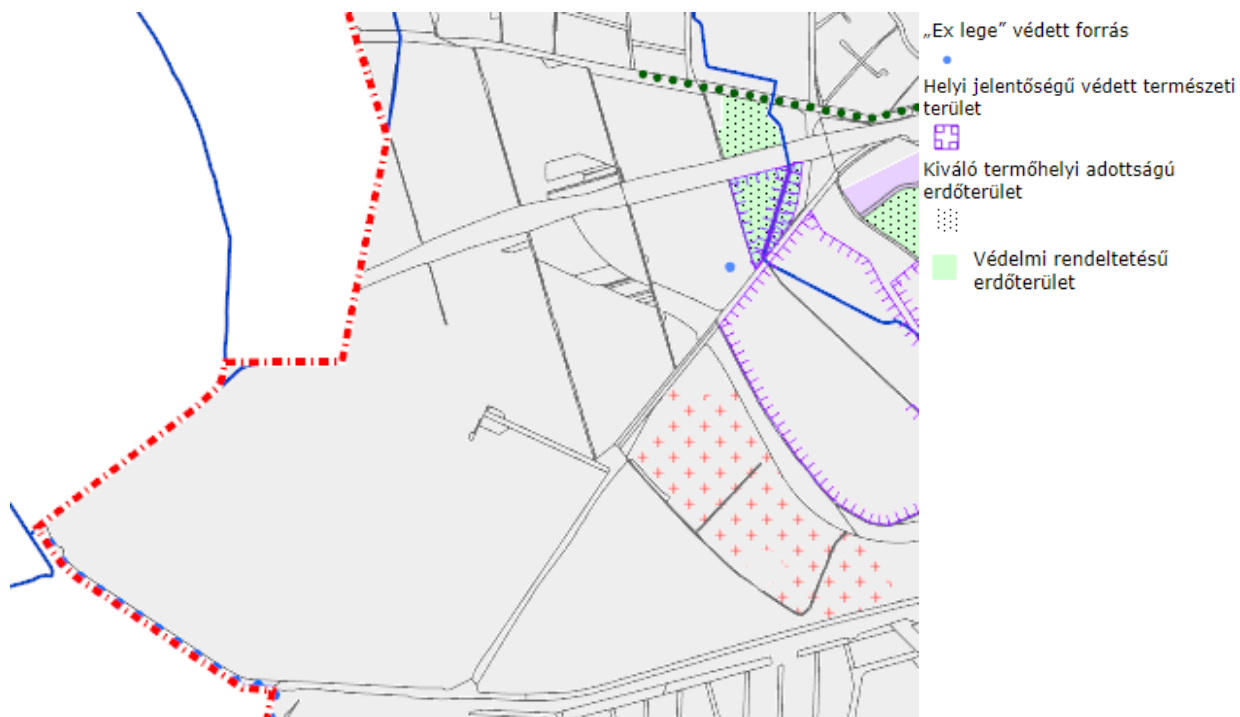 „Ex lege” védett forrás
Helyi jelentőségű védett természeti
terület
Kiváló termőhelyi adottságú
erdőterület
Védelmi rendeltetésű
erdőterület